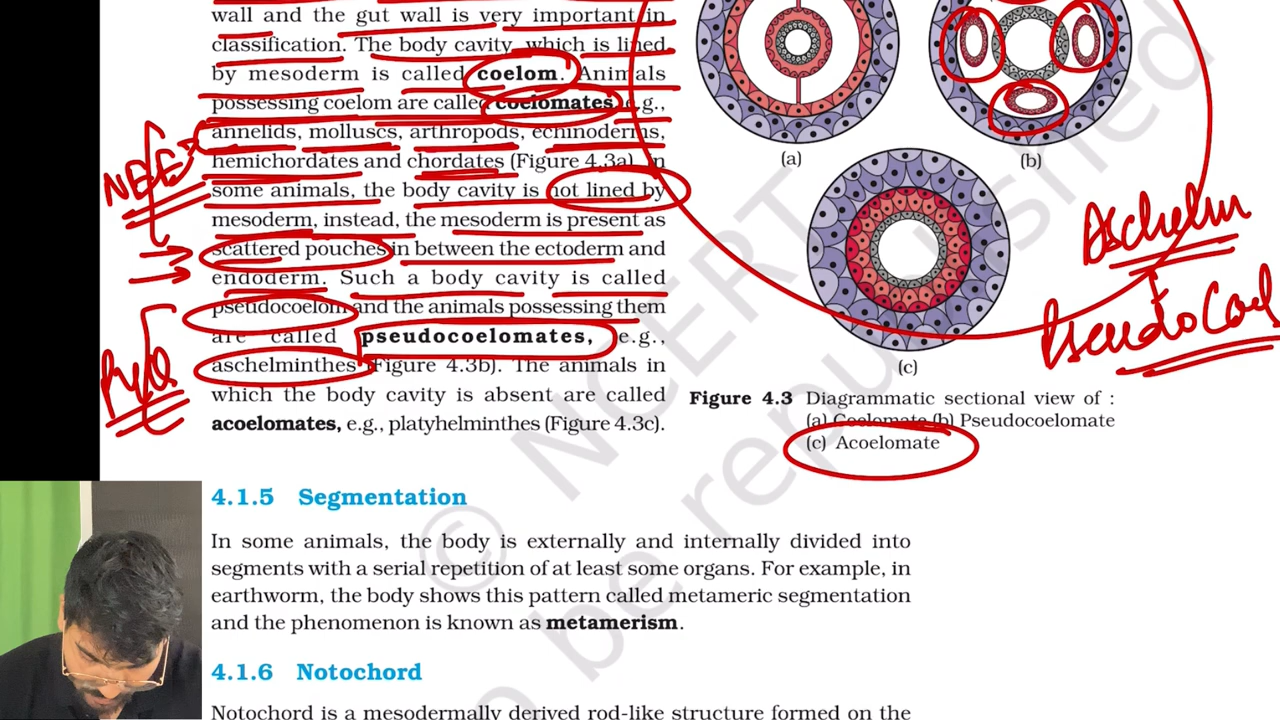 wall and the gut wall is very important in
classification. The body cavity, which is lined
by mesoderm is called coelom. Animals
possessing coelom are called coelomates e.g.,
annelids, molluscs, arthropods, echinoderms,
hemichordates and chordates (Figure 4.3a). In
some animals, the body cavity is not lined by
mesoderm, instead, the mesoderm is present as
scattered pouches in between the ectoderm and
endoderm. Such a body cavity is called
pseudocoelom and the animals possessing them
are called pseudocoelomates, e.g.,
aschelminthes (Figure 4.3b). The animals in
which the body cavity is absent are called
acoelomates, e.g., platyhelminthes (Figure 4.3c).
(a)
(b)
(c)
Aschelm
Pseudocoel
Figure 4.3 Diagrammatic sectional view of :
(a) Coelomate (b) Pseudocoelomate
(c) Acoelomate
4.1.5 Segmentation
In some animals, the body is externally and internally divided into
segments with a serial repetition of at least some organs. For example, in
earthworm, the body shows this pattern called metameric segmentation
and the phenomenon is known as metamerism.
4.1.6 Notochord
Notochord is a mesodermally derived rod-like structure formed on the
© NCERT
be republished